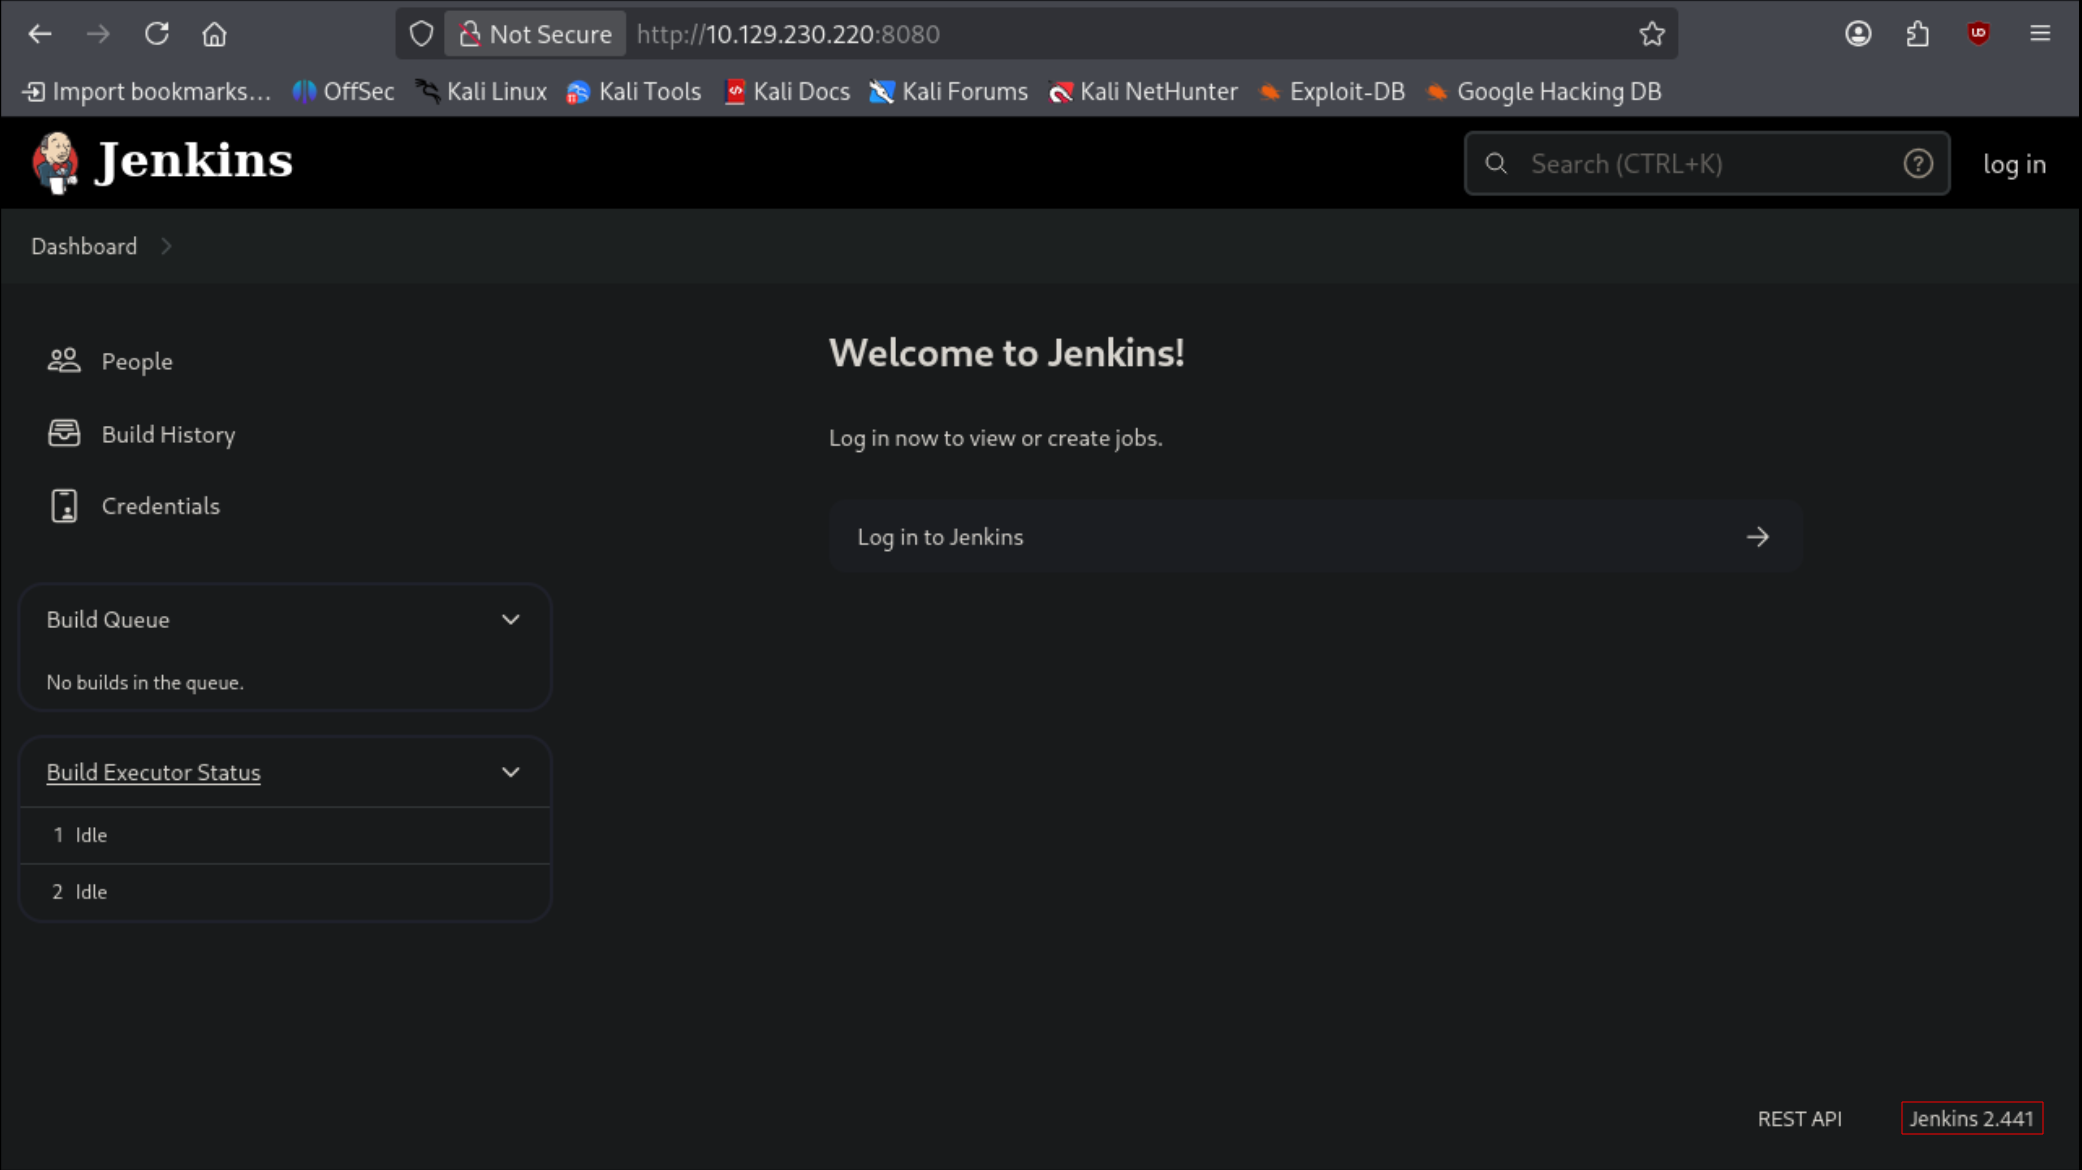 Not Secure http://10.129.230.220:8080
Import bookmarks... OffSec Kali Linux Kali Tools Kali Docs Kali Forums Kali NetHunter Exploit-DB Google Hacking DB
Jenkins Search (CTRL+K) ? log in
Dashboard
People
Build History
Credentials
Welcome to Jenkins!
Log in now to view or create jobs.
Log in to Jenkins
Build Queue
No builds in the queue.
Build Executor Status
1 Idle
2 Idle
REST API Jenkins 2.441